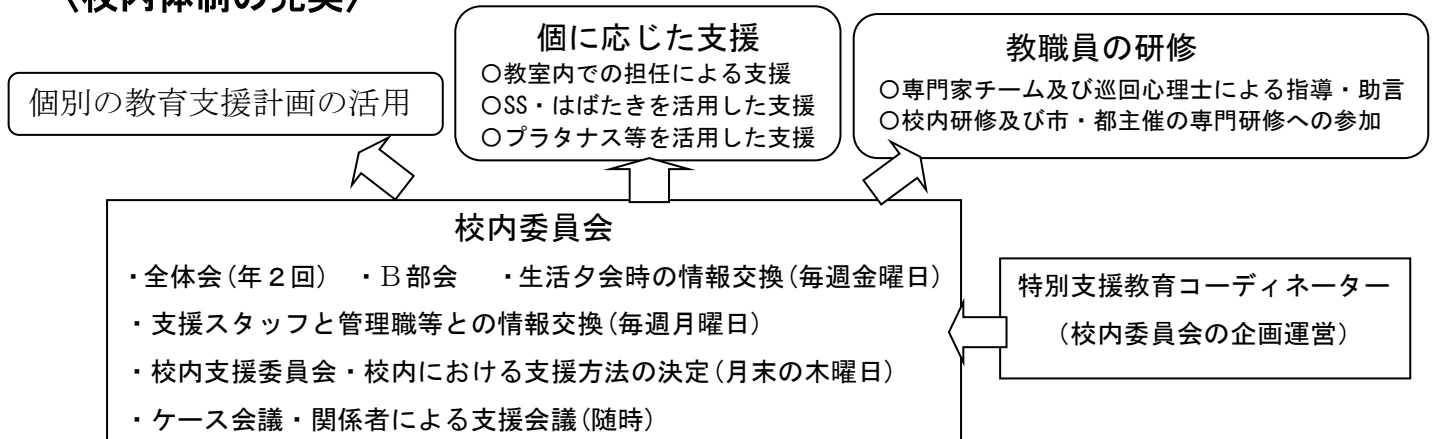 〈校内体制の充実〉
個別の教育支援計画の活用
個に応じた支援
○教室内での担任による支援
○SS・はばたきを活用した支援
○プラタナス等を活用した支援
教職員の研修
○専門家チーム及び巡回心理士による指導・助言
○校内研修及び市・都主催の専門研修への参加
校内委員会
・全体会(年２回)　・Ｂ部会　・生活夕会時の情報交換(毎週金曜日)
・支援スタッフと管理職等との情報交換(毎週月曜日)
・校内支援委員会・校内における支援方法の決定(月末の木曜日)
・ケース会議・関係者による支援会議(随時)
特別支援教育コーディネーター
(校内委員会の企画運営)